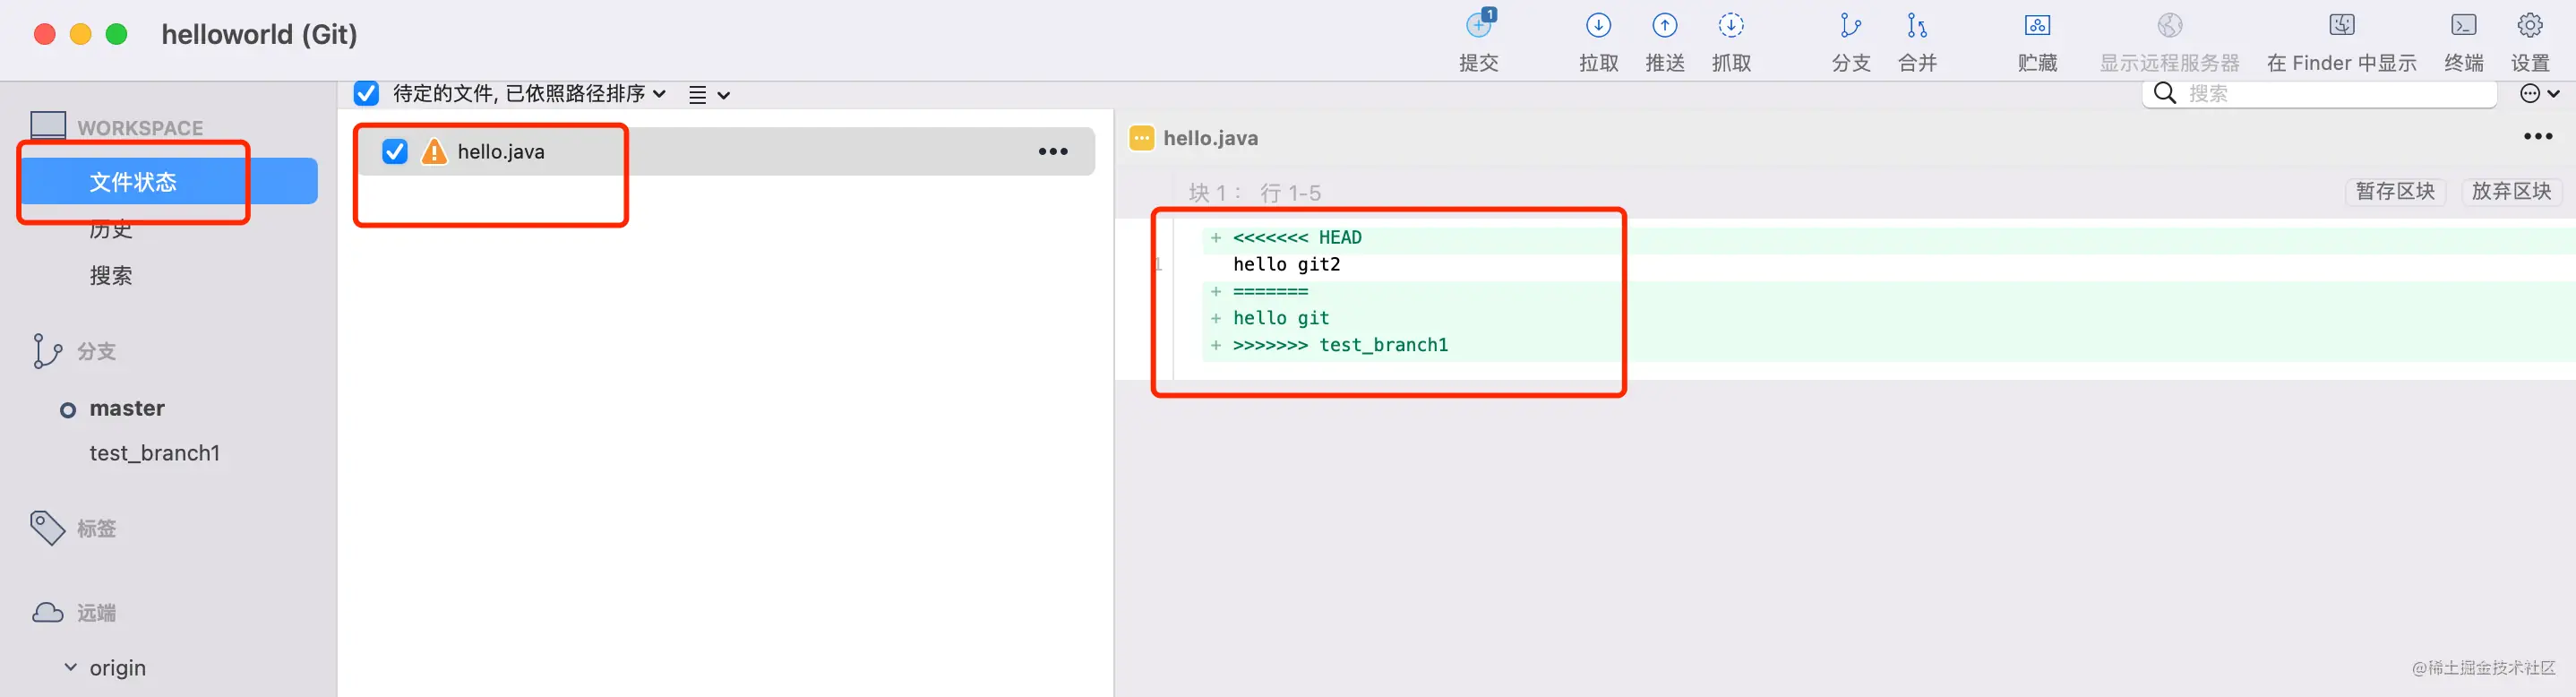 helloworld (Git)
1
提交
拉取
推送
抓取
分支
合并
贮藏
显示远程服务器
在 Finder 中显示
终端
设置
WORKSPACE
文件状态
历史
搜索
分支
master
test_branch1
标签
远端
origin
待定的文件, 已依照路径排序
hello.java
搜索
hello.java
块 1： 行 1-5
暂存区块
放弃区块
+ <<<<<<< HEAD
1 hello git2
+ =======
+ hello git
+ >>>>>>> test_branch1
@稀土掘金技术社区